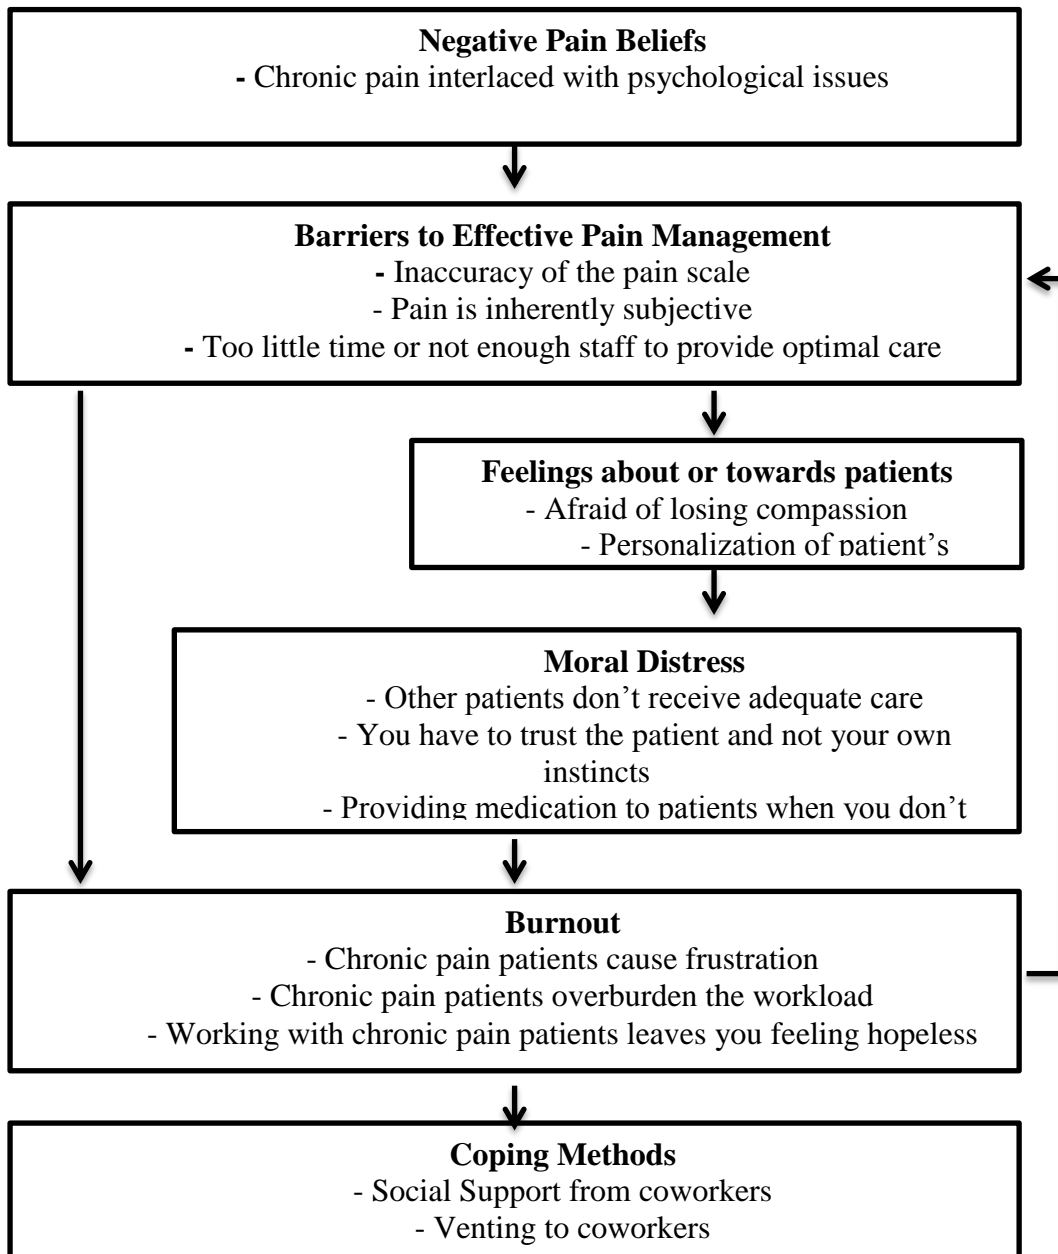 Negative Pain Beliefs
- Chronic pain interlaced with psychological issues
Barriers to Effective Pain Management
- Inaccuracy of the pain scale
- Pain is inherently subjective
- Too little time or not enough staff to provide optimal care
Feelings about or towards patients
- Afraid of losing compassion
- Personalization of patient’s
Moral Distress
- Other patients don’t receive adequate care
- You have to trust the patient and not your own
instincts
- Providing medication to patients when you don’t
Burnout
- Chronic pain patients cause frustration
- Chronic pain patients overburden the workload
- Working with chronic pain patients leaves you feeling hopeless
Coping Methods
- Social Support from coworkers
- Venting to coworkers